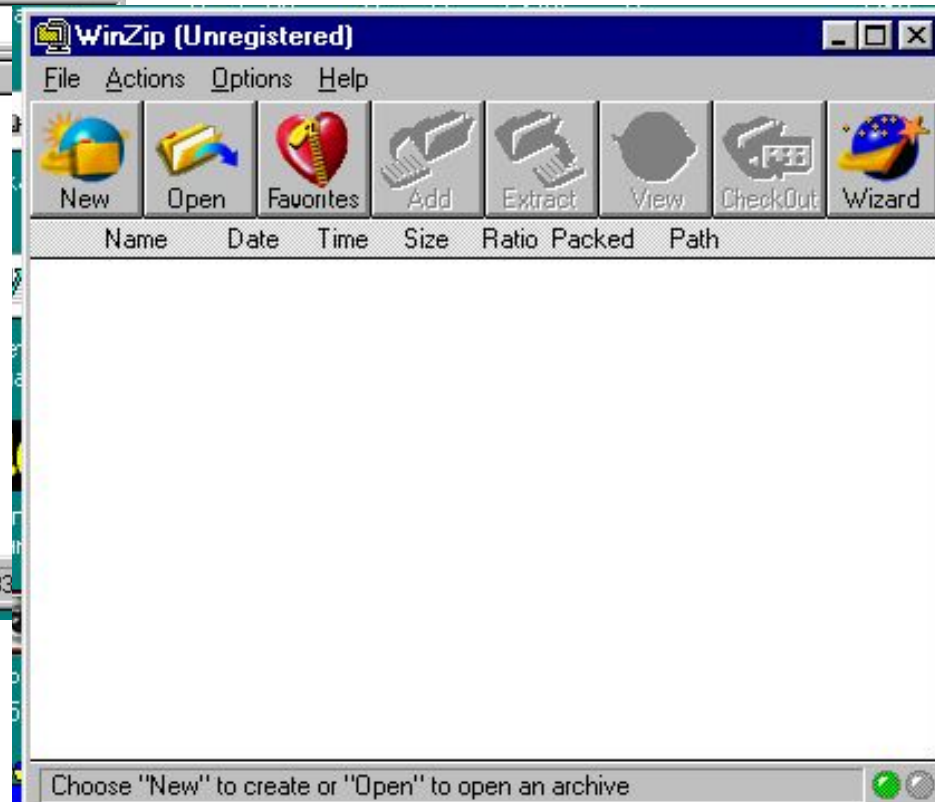 WinZip (Unregistered)
File Actions Options Help
New Open Favorites Add Extract View CheckOut Wizard
Name Date Time Size Ratio Packed Path
Choose "New" to create or "Open" to open an archive